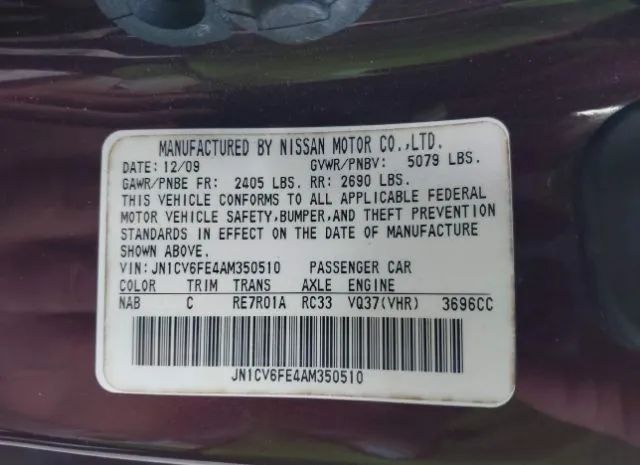 MANUFACTURED BY NISSAN MOTOR CO.,LTD.
DATE: 12/09 GVWR/PNBV: 5079 LBS.
GAWR/PNBE FR: 2405 LBS. RR: 2690 LBS.
THIS VEHICLE CONFORMS TO ALL APPLICABLE FEDERAL
MOTOR VEHICLE SAFETY,BUMPER,AND THEFT PREVENTION
STANDARDS IN EFFECT ON THE DATE OF MANUFACTURE
SHOWN ABOVE.
VIN: JN1CV6FE4AM350510 PASSENGER CAR
COLOR TRIM TRANS AXLE ENGINE
NAB C RE7R01A RC33 VQ37(VHR) 3696CC
JN1CV6FE4AM350510